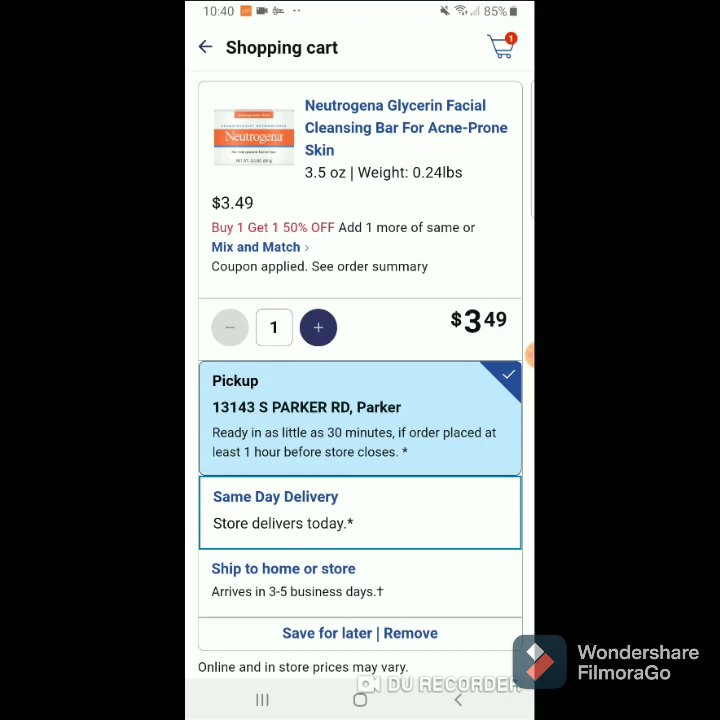 10:40
85%
Shopping cart
1
Neutrogena Glycerin Facial
Cleansing Bar For Acne-Prone
Skin
Neutrogena
3.5 oz | Weight: 0.24lbs
$3.49
Buy 1 Get 1 50% OFF Add 1 more of same or
Mix and Match >
Coupon applied. See order summary
− 1 +
$3 49
Pickup
13143 S PARKER RD, Parker
Ready in as little as 30 minutes, if order placed at
least 1 hour before store closes. *
Same Day Delivery
Store delivers today.*
Ship to home or store
Arrives in 3-5 business days.†
Save for later | Remove
Online and in store prices may vary.
Wondershare
FilmoraGo
DU RECORDER